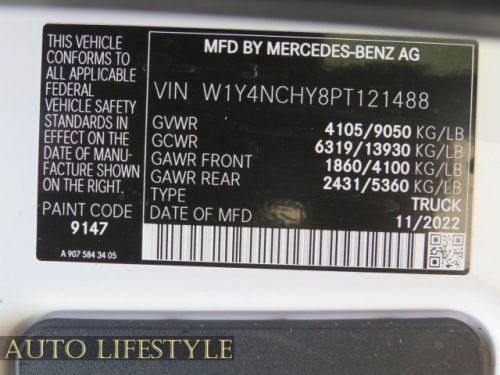 THIS VEHICLE
CONFORMS TO
ALL APPLICABLE
FEDERAL
MOTOR
VEHICLE SAFETY
STANDARDS IN
EFFECT ON THE
DATE OF MANU-
FACTURE SHOWN
ON THE RIGHT.
PAINT CODE
9147
A 907 584 34 05
MFD BY MERCEDES-BENZ AG
VIN W1Y4NCHY8PT121488
GVWR 4105/9050 KG/LB
GCWR 6319/13930 KG/LB
GAWR FRONT 1860/4100 KG/LB
GAWR REAR 2431/5360 KG/LB
TYPE TRUCK
DATE OF MFD 11/2022
AUTO LIFESTYLE